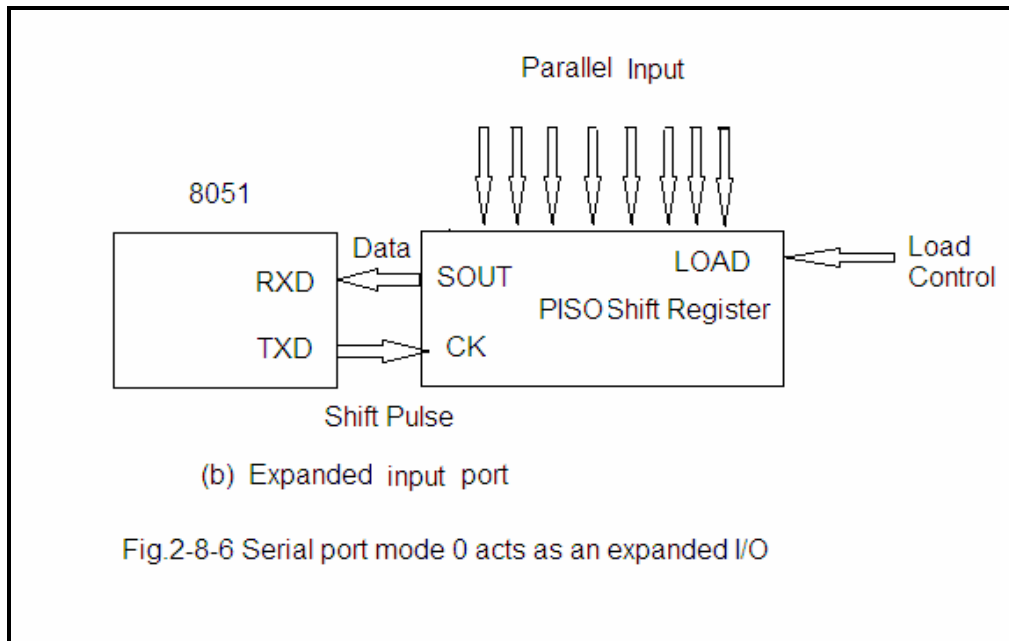 Parallel Input
8051
Data
RXD
SOUT
LOAD
Load
Control
PISO Shift Register
TXD
CK
Shift Pulse
(b) Expanded input port
Fig.2-8-6 Serial port mode 0 acts as an expanded I/O